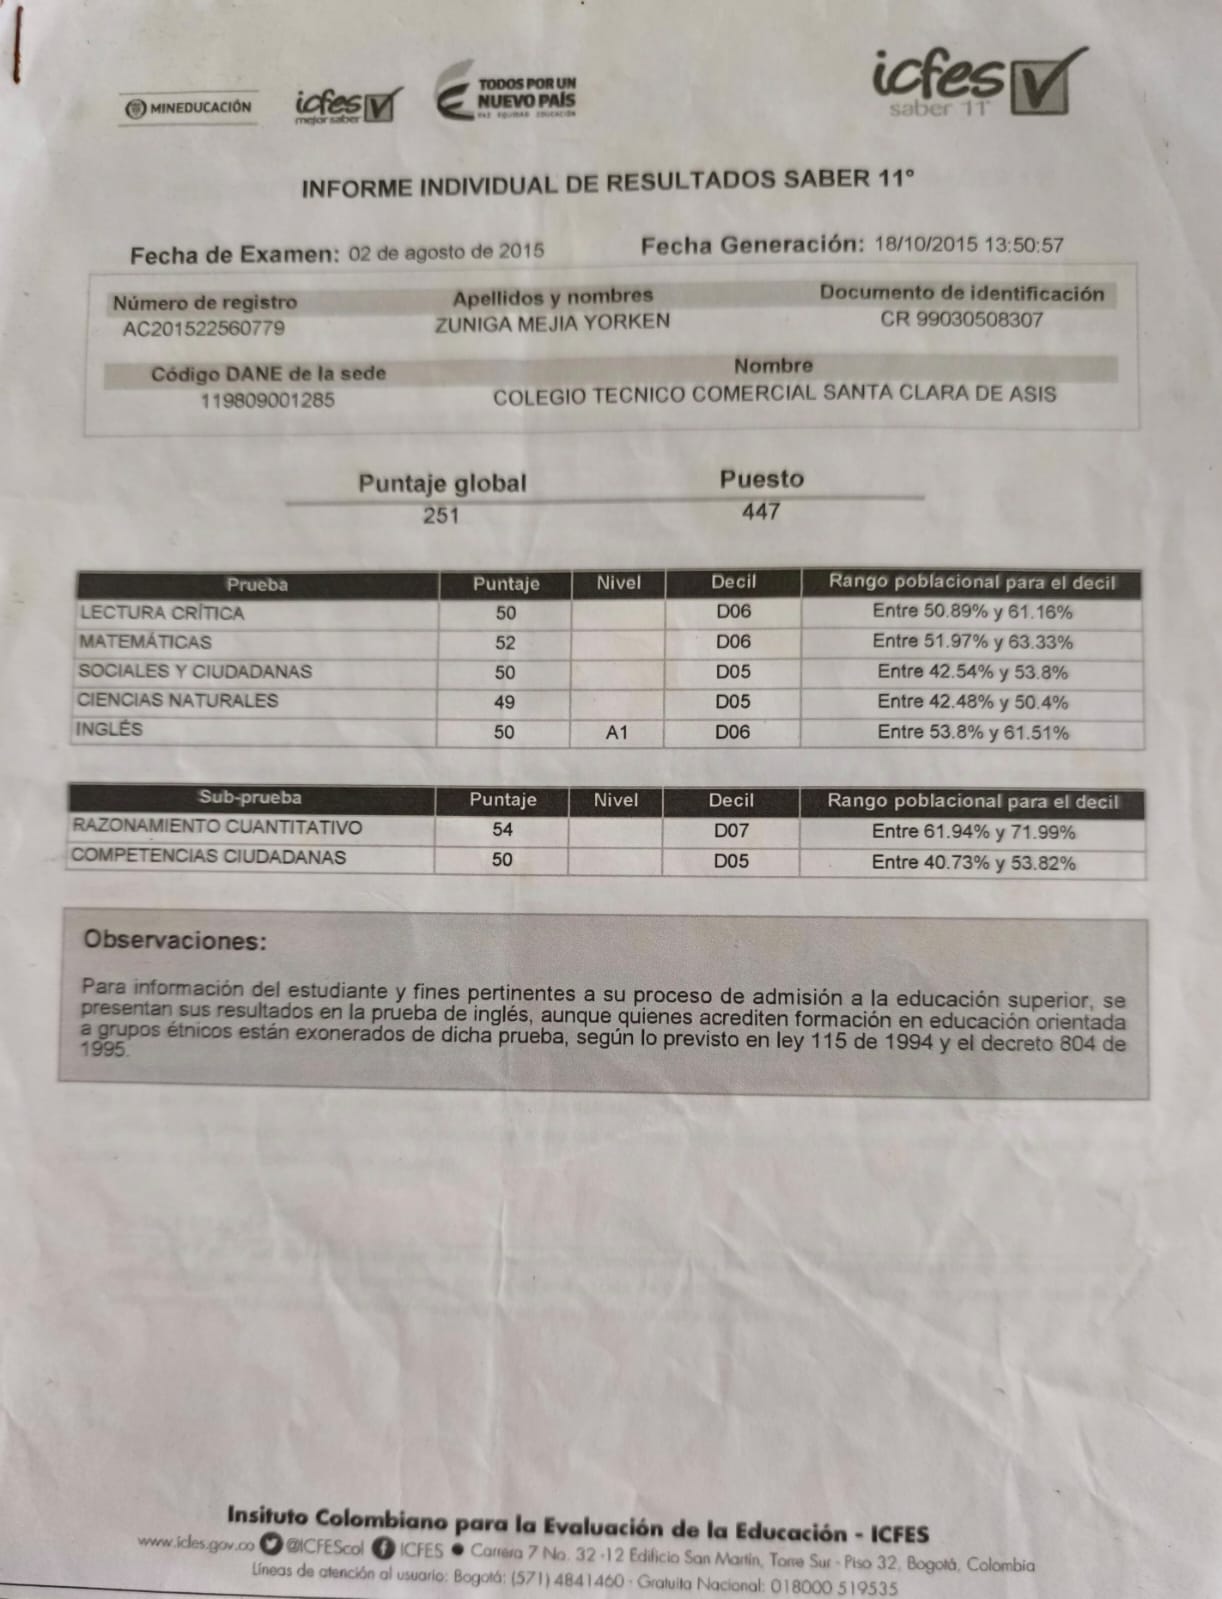 MINEDUCACIÓN
icfes
mejor saber
TODOS POR UN
NUEVO PAÍS
PAZ EQUIDAD EDUCACIÓN
icfes
saber 11°
INFORME INDIVIDUAL DE RESULTADOS SABER 11°
Fecha de Examen: 02 de agosto de 2015 Fecha Generación: 18/10/2015 13:50:57
Número de registro Apellidos y nombres Documento de identificación
AC201522560779 ZUNIGA MEJIA YORKEN CR 99030508307
Código DANE de la sede Nombre
119809001285 COLEGIO TECNICO COMERCIAL SANTA CLARA DE ASIS
Puntaje global Puesto
251 447
Prueba Puntaje Nivel Decil Rango poblacional para el decil
LECTURA CRÍTICA 50 D06 Entre 50.89% y 61.16%
MATEMÁTICAS 52 D06 Entre 51.97% y 63.33%
SOCIALES Y CIUDADANAS 50 D05 Entre 42.54% y 53.8%
CIENCIAS NATURALES 49 D05 Entre 42.48% y 50.4%
INGLÉS 50 A1 D06 Entre 53.8% y 61.51%
Sub-prueba Puntaje Nivel Decil Rango poblacional para el decil
RAZONAMIENTO CUANTITATIVO 54 D07 Entre 61.94% y 71.99%
COMPETENCIAS CIUDADANAS 50 D05 Entre 40.73% y 53.82%
Observaciones:
Para información del estudiante y fines pertinentes a su proceso de admisión a la educación superior, se
presentan sus resultados en la prueba de inglés, aunque quienes acrediten formación en educación orientada
a grupos étnicos están exonerados de dicha prueba, según lo previsto en ley 115 de 1994 y el decreto 804 de
1995.
Insituto Colombiano para la Evaluación de la Educación - ICFES
www.icfes.gov.co @ICFEScol ICFES ● Carrera 7 No. 32 -12 Edificio San Martín, Torre Sur - Piso 32, Bogotá, Colombia
Líneas de atención al usuario: Bogotá: (571) 4841460 - Gratuita Nacional: 018000 519535